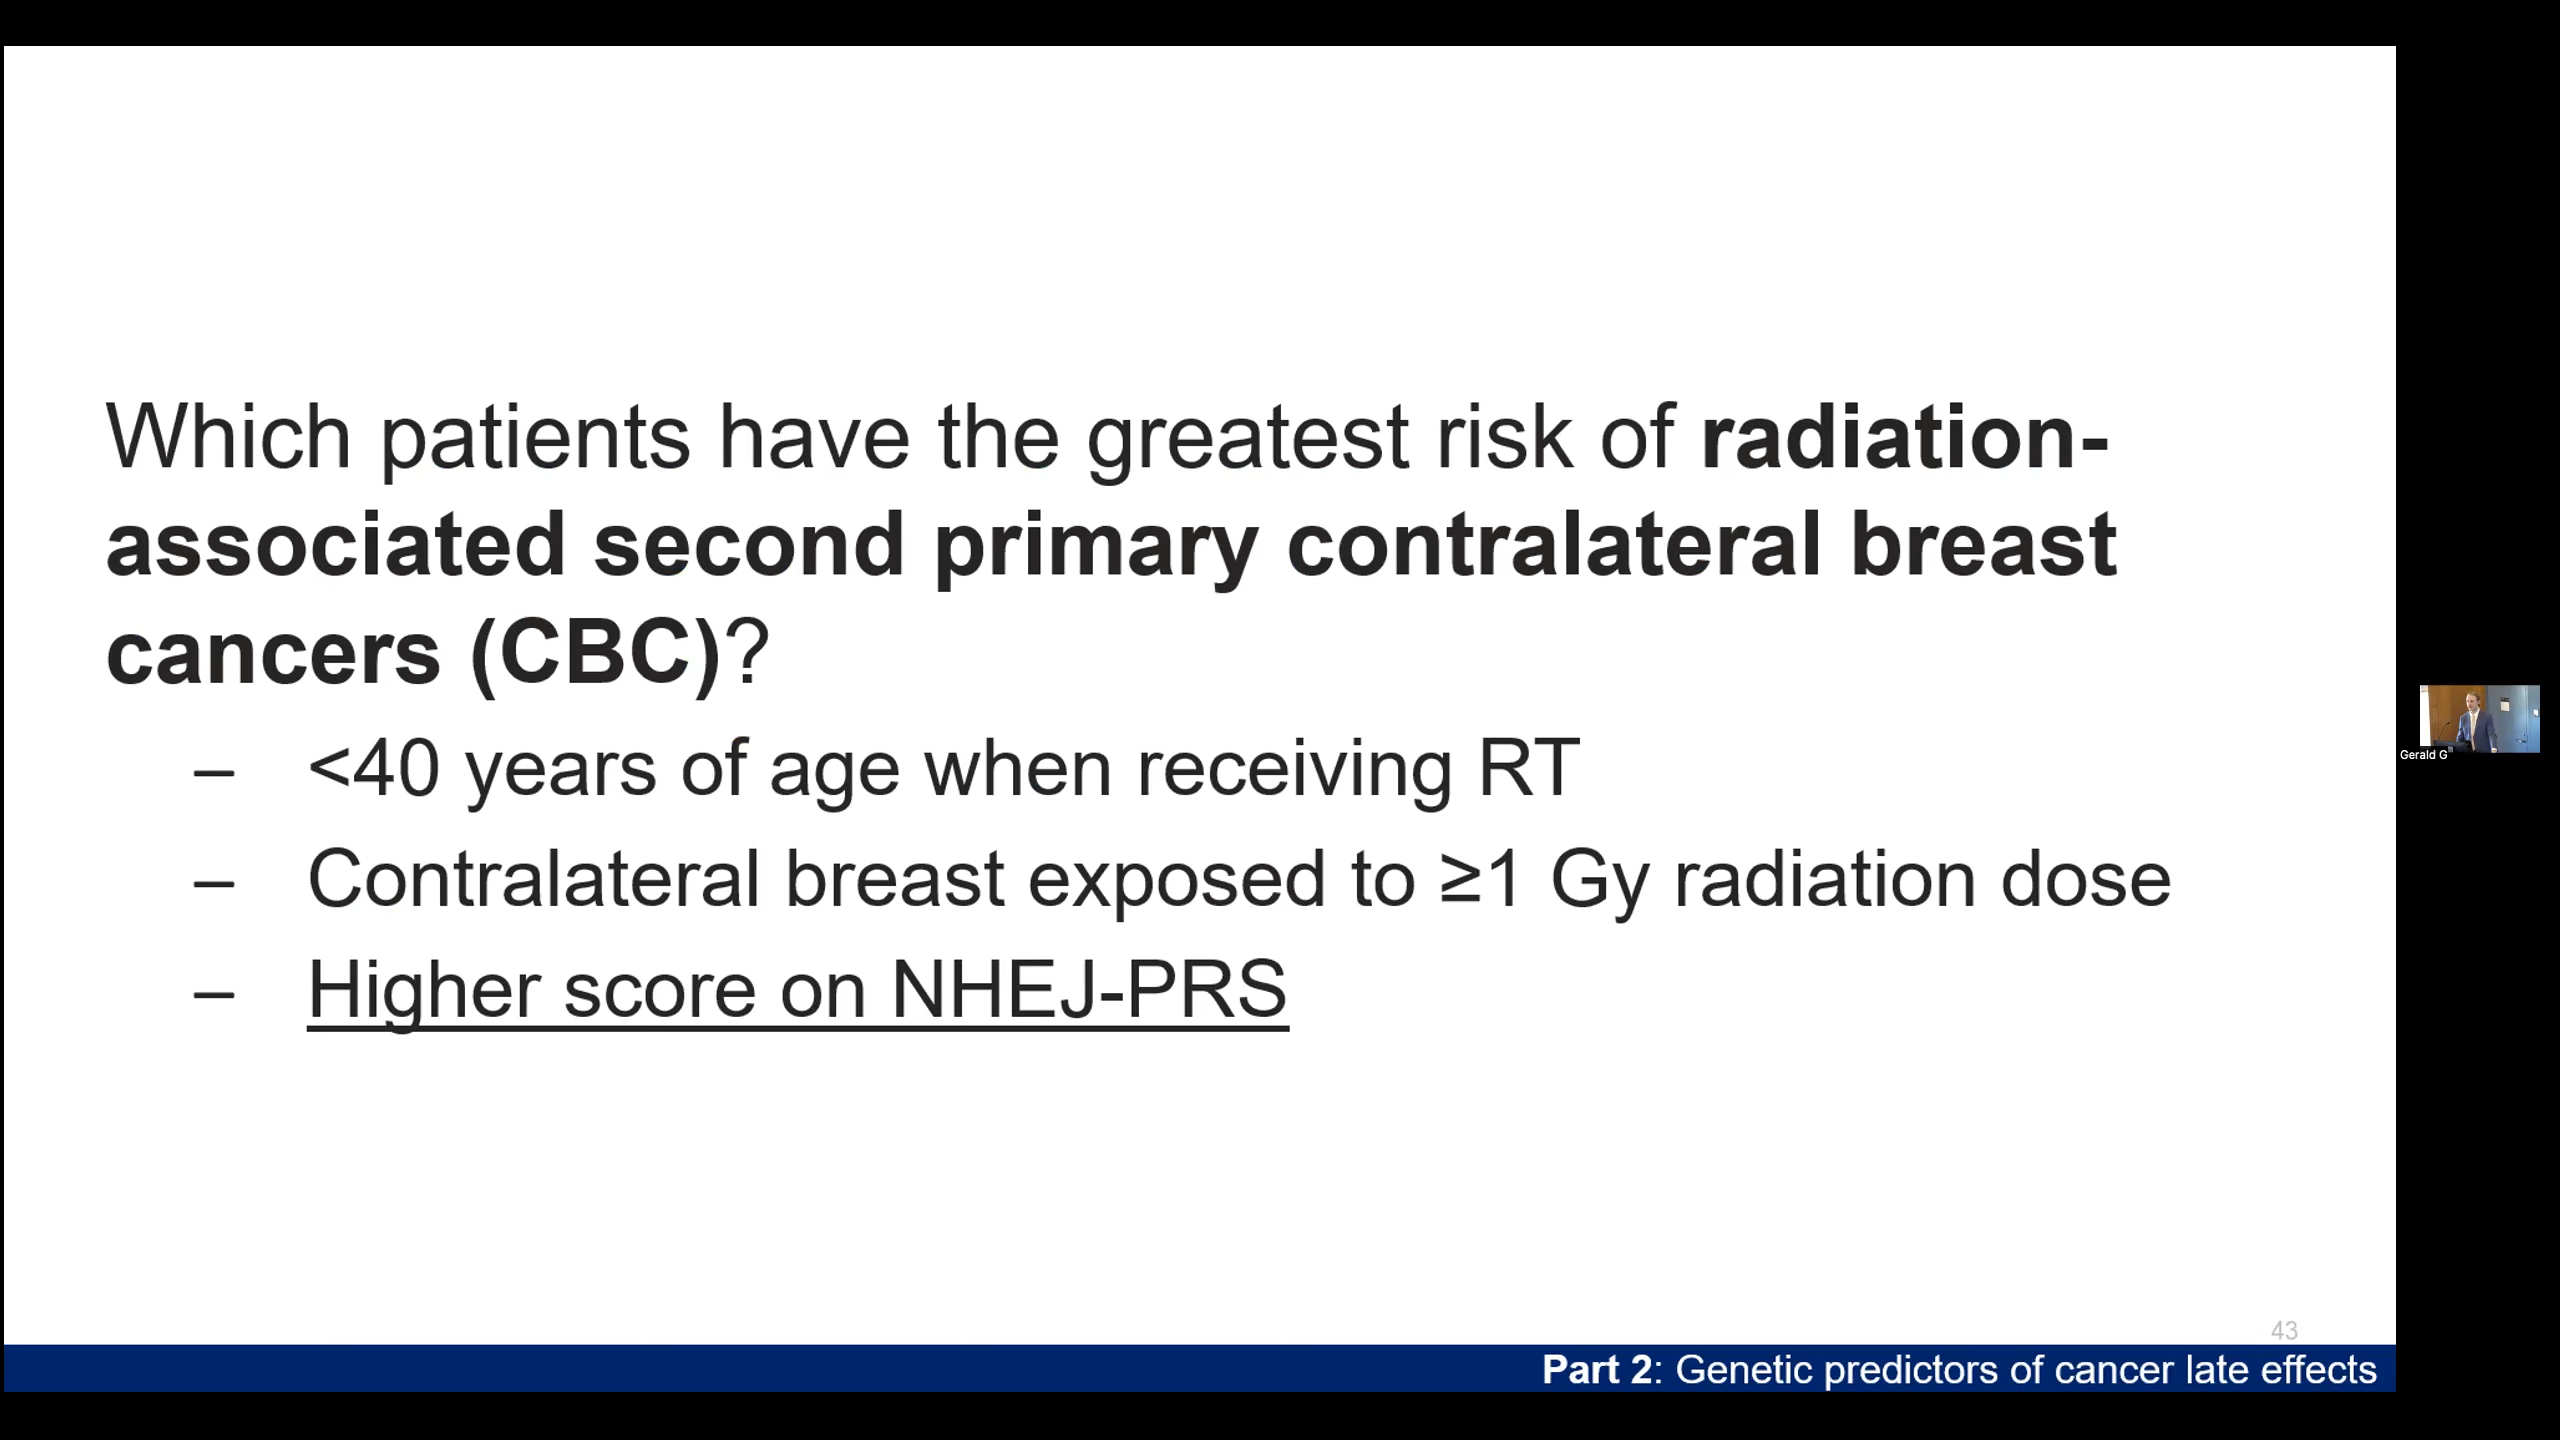 Which patients have the greatest risk of radiation-
associated second primary contralateral breast
cancers (CBC)?
– <40 years of age when receiving RT
– Contralateral breast exposed to ≥1 Gy radiation dose
– Higher score on NHEJ-PRS
Gerald G
43
Part 2: Genetic predictors of cancer late effects